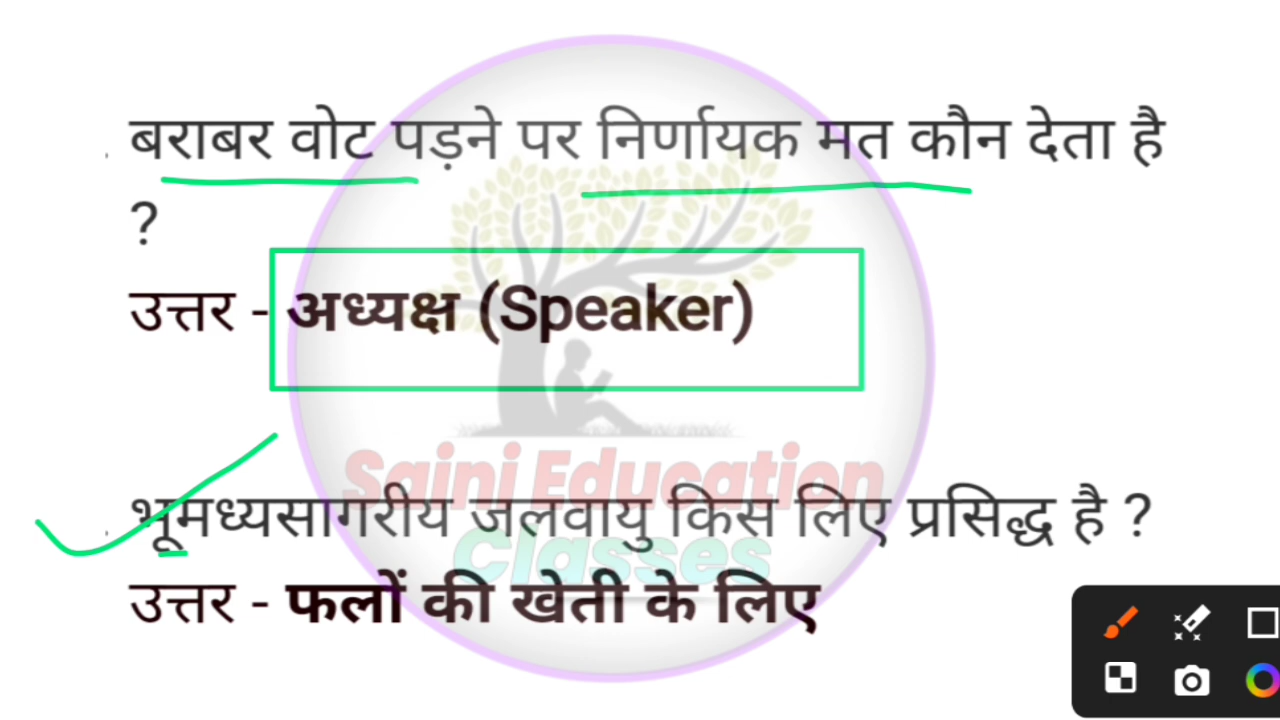 बराबर वोट पड़ने पर निर्णायक मत कौन देता है
?
उत्तर - अध्यक्ष (Speaker)
Saini Education
भूमध्यसागरीय जलवायु किस लिए प्रसिद्ध है ?
Classes
उत्तर - फलों की खेती के लिए